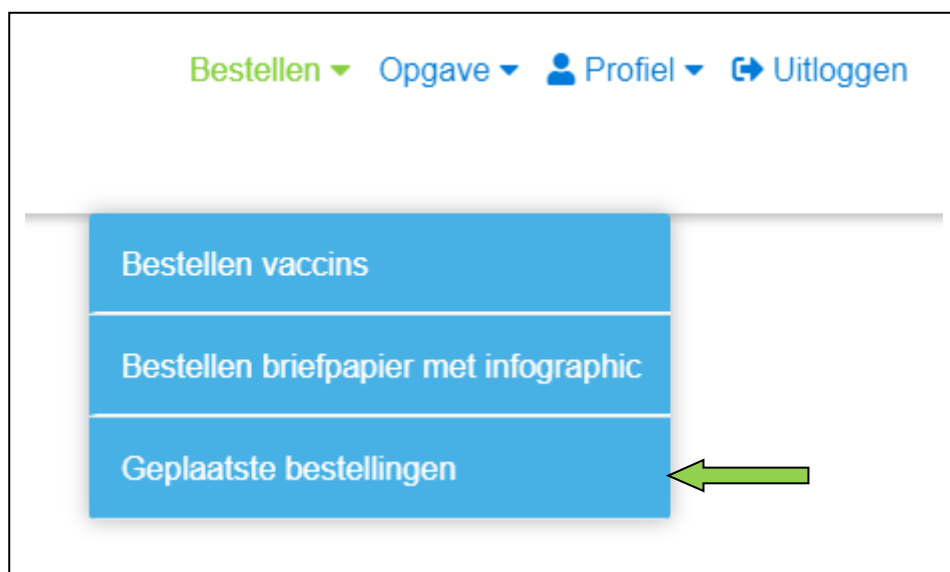 Bestellen Opgave Profiel Uitloggen
Bestellen vaccins
Bestellen briefpapier met infographic
Geplaatste bestellingen